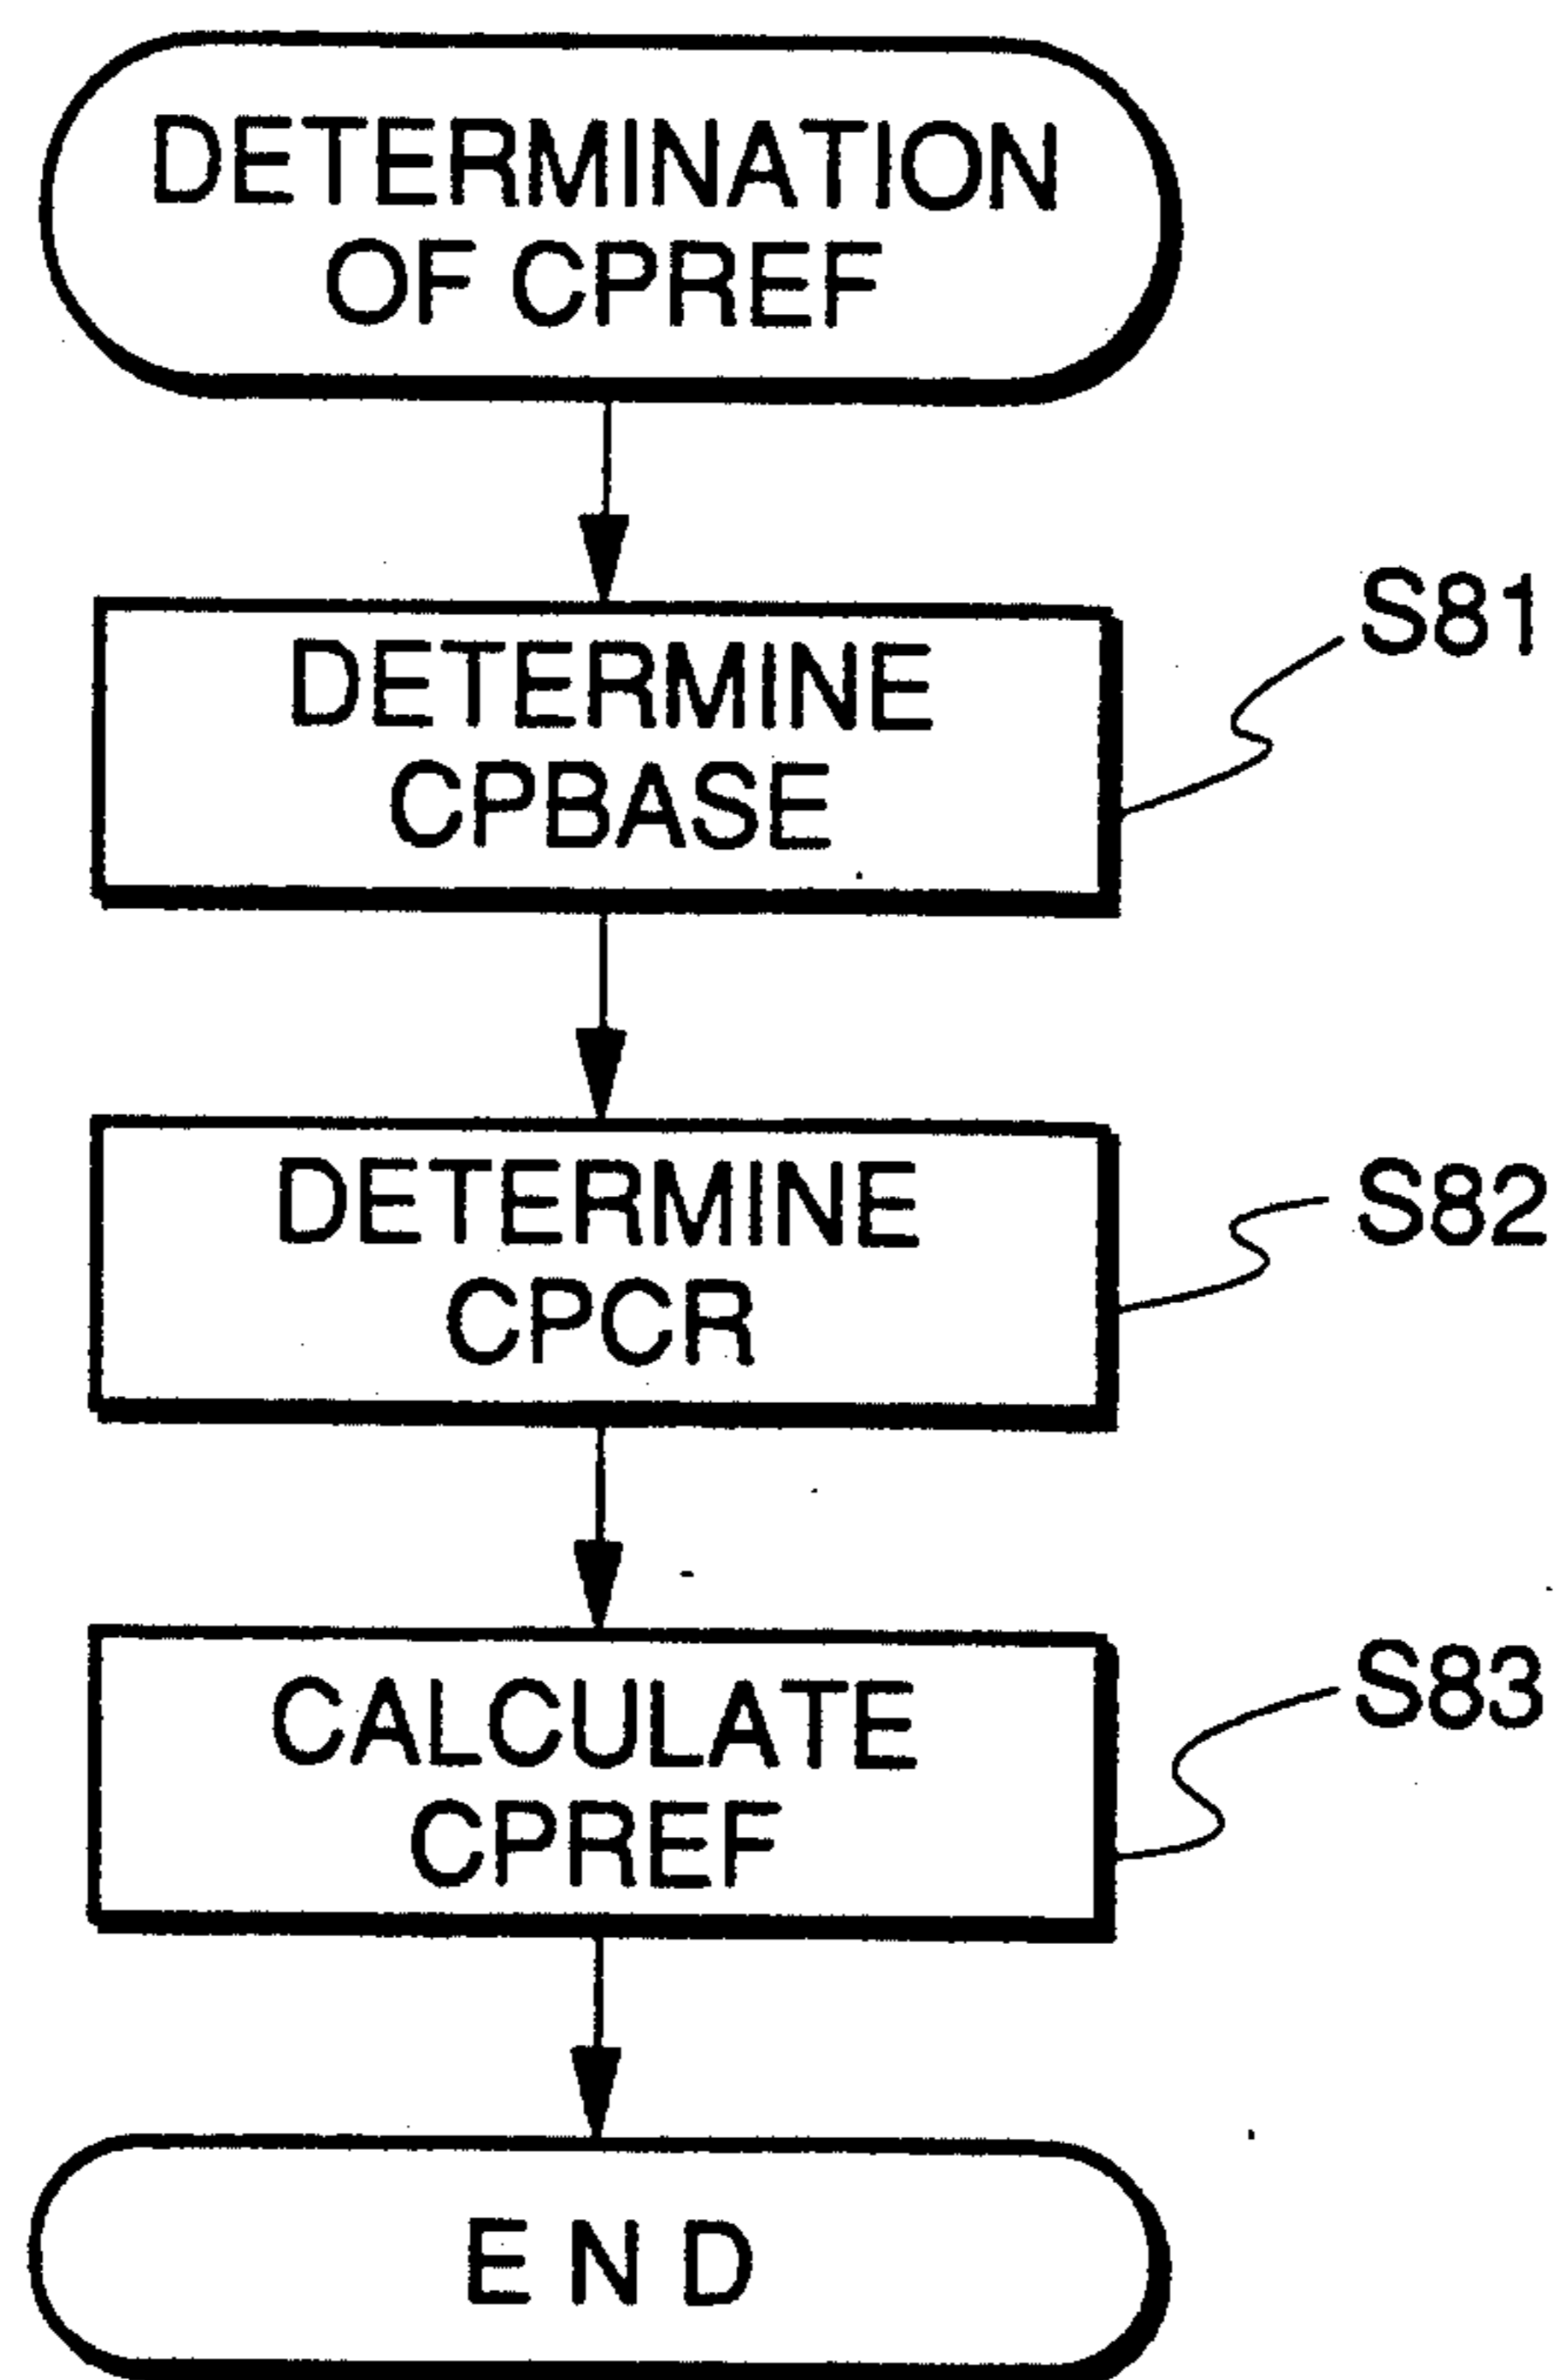 DETERMINATION
OF CPREF
DETERMINE
CPBASE
S81
DETERMINE
CPCR
S82
CALCULATE
CPREF
S83
END